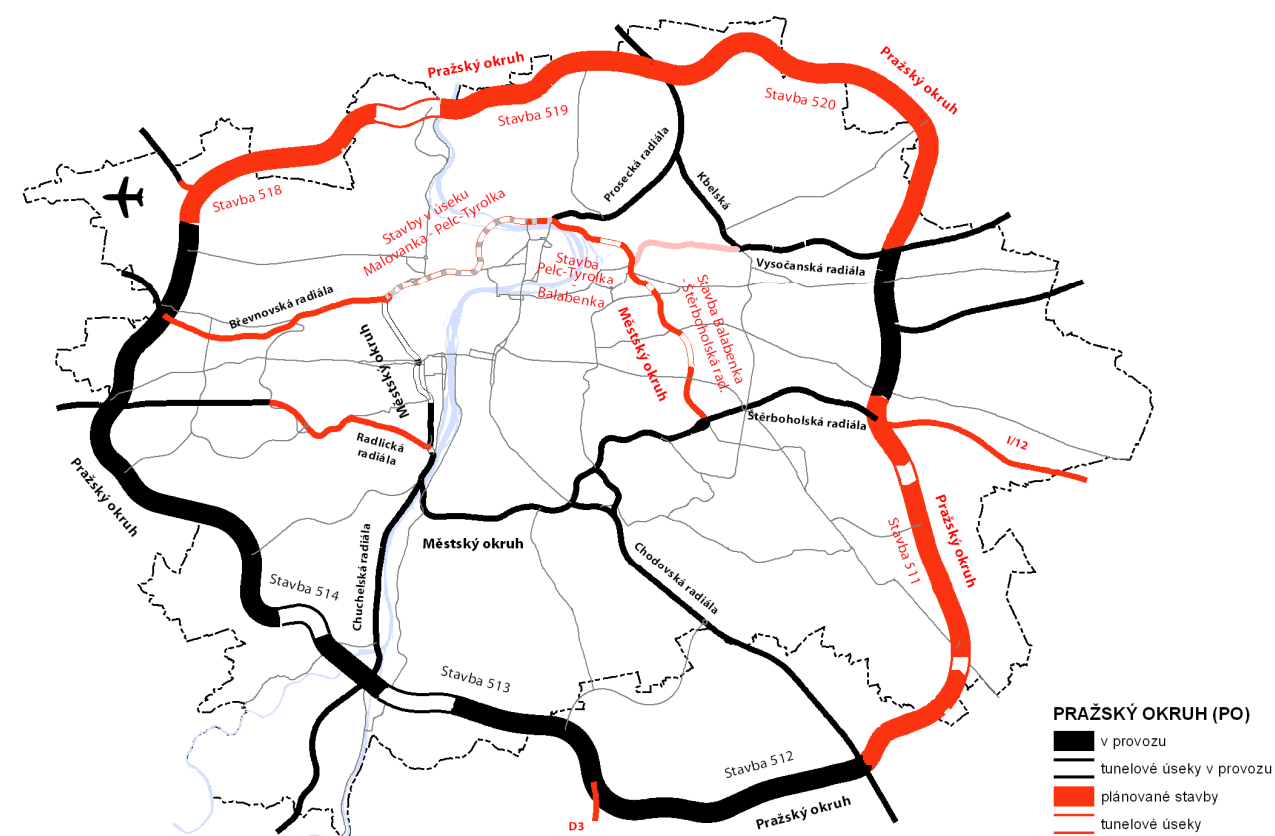 Pražský okruh
Pražský okruh
Stavba 520
Stavba 519
Prosecká radiála
Kbelská
Stavba 518
Stavby v úseku
Malovanka - Pelc-Tyrolka
Stavba
Pelc-Tyrolka
Balabenka
Vysočanská radiála
Břevnovská radiála
Stavba Balabenka
Štěrboholská rad.
Městský okruh
Městský okruh
Štěrboholská radiála
I/12
Radlická
radiála
Pražský okruh
Pražský okruh
Stavba 511
Městský okruh
Chuchelská radiála
Chodovská radiála
Stavba 514
Stavba 513
Stavba 512
Pražský okruh
D3
PRAŽSKÝ OKRUH (PO)
v provozu
tunelové úseky v provozu
plánované stavby
tunelové úseky